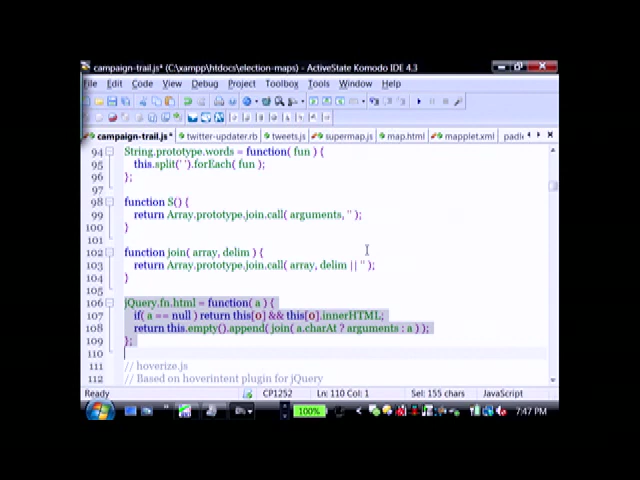 campaign-trail.js* (C:\xampp\htdocs\election-maps) - ActiveState Komodo IDE 4.3
File Edit Code View Debug Project Toolbox Tools Window Help
campaign-trail.js* twitter-updater.rb tweets.js supermap.js map.html mapplet.xml padle
94 String.prototype.words = function( fun ) {
95 this.split(' ').forEach( fun );
96 };
97
98 function S() {
99 return Array.prototype.join.call( arguments, '' );
100 }
101
102 function join( array, delim ) {
103 return Array.prototype.join.call( array, delim || '' );
104 }
105
106 jQuery.fn.html = function( a ) {
107 if( a == null ) return this[0] && this[0].innerHTML;
108 return this.empty().append( join( a.charAt ? arguments : a ) );
109 };
110
111 // hoverize.js
112 // Based on hoverintent plugin for jQuery
Ready CP1252 Ln: 110 Col: 1 Sel: 155 chars JavaScript
100% 7:47 PM